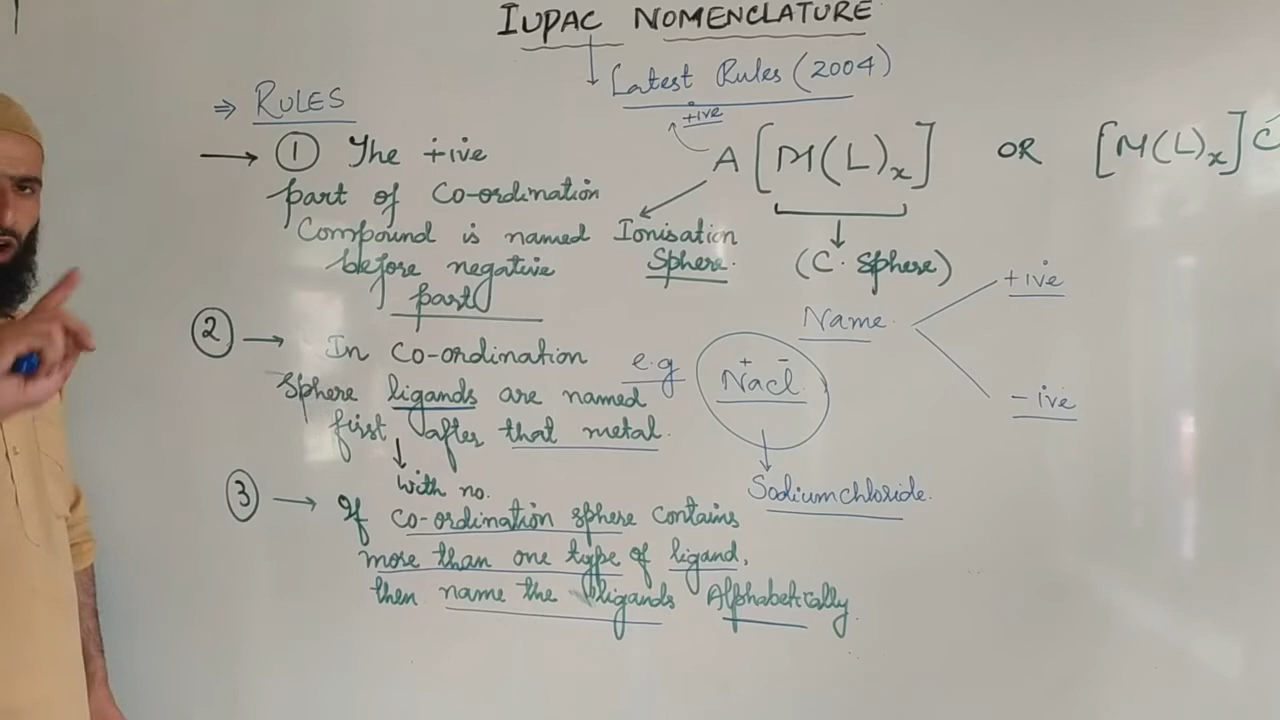 IUPAC NOMENCLATURE
Latest Rules (2004)
⇒ RULES
+ive
A [M(L)x] OR [M(L)x]
→ ① The +ive
part of Co-ordination
Compound is named
before negative
part
Ionisation
Sphere.
(C. Sphere)
Name
+ive
- ive
② → In Co-ordination
Sphere ligands are named
first after that metal.
with no.
e.g
+ -
Nacl
Sodium chloride.
③ → If Co-ordination sphere contains
more than one type of ligand,
then name the ligands Alphabetically.